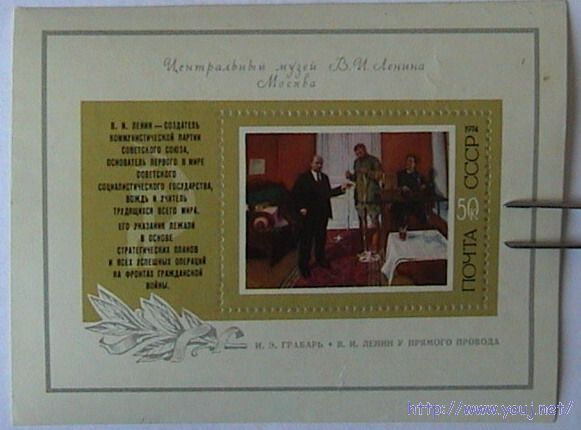 Центральный музей В.И. Ленина
Москва
В. И. ЛЕНИН — СОЗДАТЕЛЬ
КОММУНИСТИЧЕСКОЙ ПАРТИИ
СОВЕТСКОГО СОЮЗА,
ОСНОВАТЕЛЬ ПЕРВОГО В МИРЕ
СОВЕТСКОГО
СОЦИАЛИСТИЧЕСКОГО ГОСУДАРСТВА,
ВОЖДЬ И УЧИТЕЛЬ
ТРУДЯЩИХСЯ ВСЕГО МИРА.
ЕГО УКАЗАНИЯ ЛЕЖАЛИ
В ОСНОВЕ
СТРАТЕГИЧЕСКИХ ПЛАНОВ
И ВСЕХ УСПЕШНЫХ ОПЕРАЦИЙ
НА ФРОНТАХ ГРАЖДАНСКОЙ
ВОЙНЫ.
1974
ПОЧТА СССР
50к
И. Э. ГРАБАРЬ • В. И. ЛЕНИН У ПРЯМОГО ПРОВОДА
http://www.youj.net/